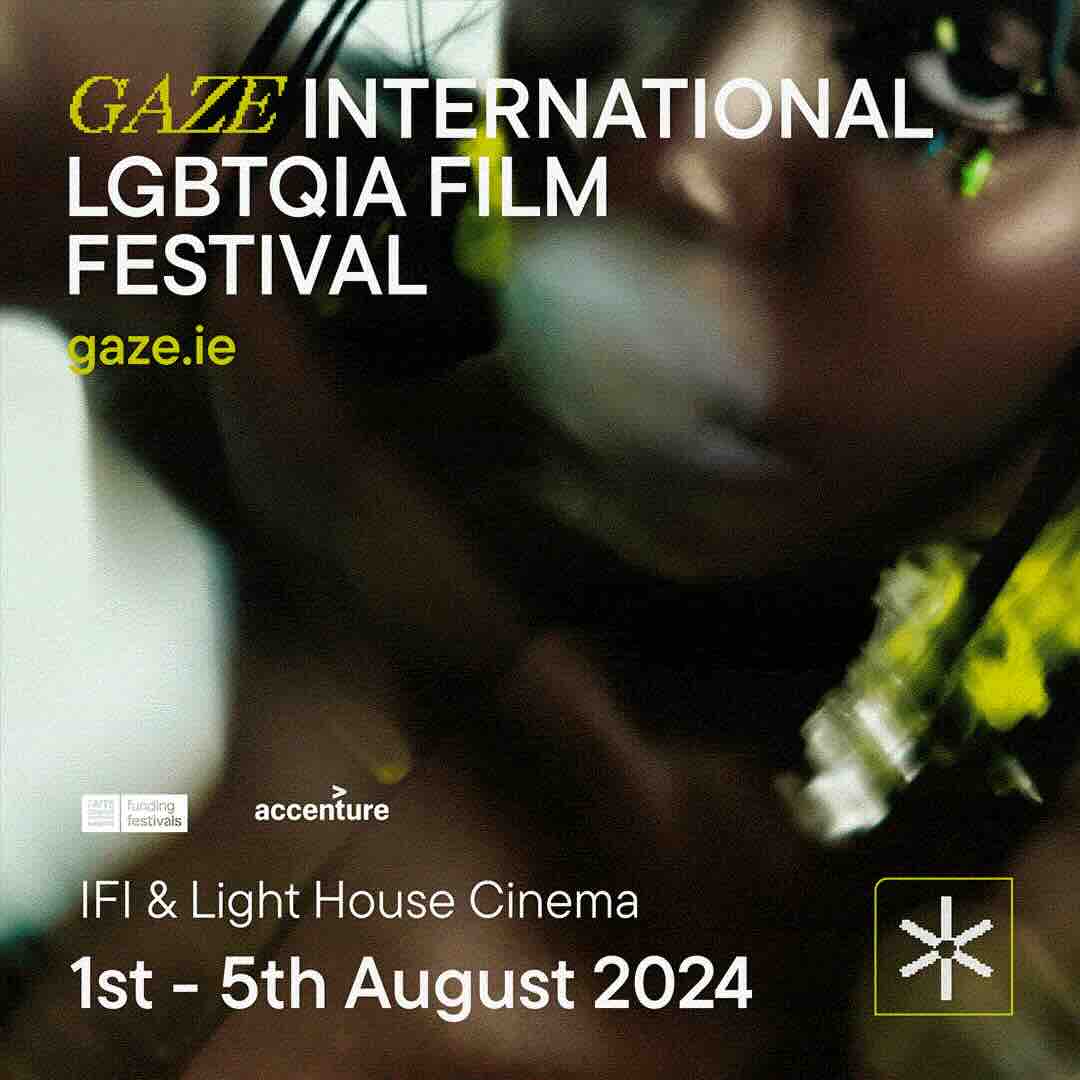 GAZE INTERNATIONAL
LGBTQIA FILM
FESTIVAL
gaze.ie
funding
festivals
accenture
IFI & Light House Cinema
1st - 5th August 2024